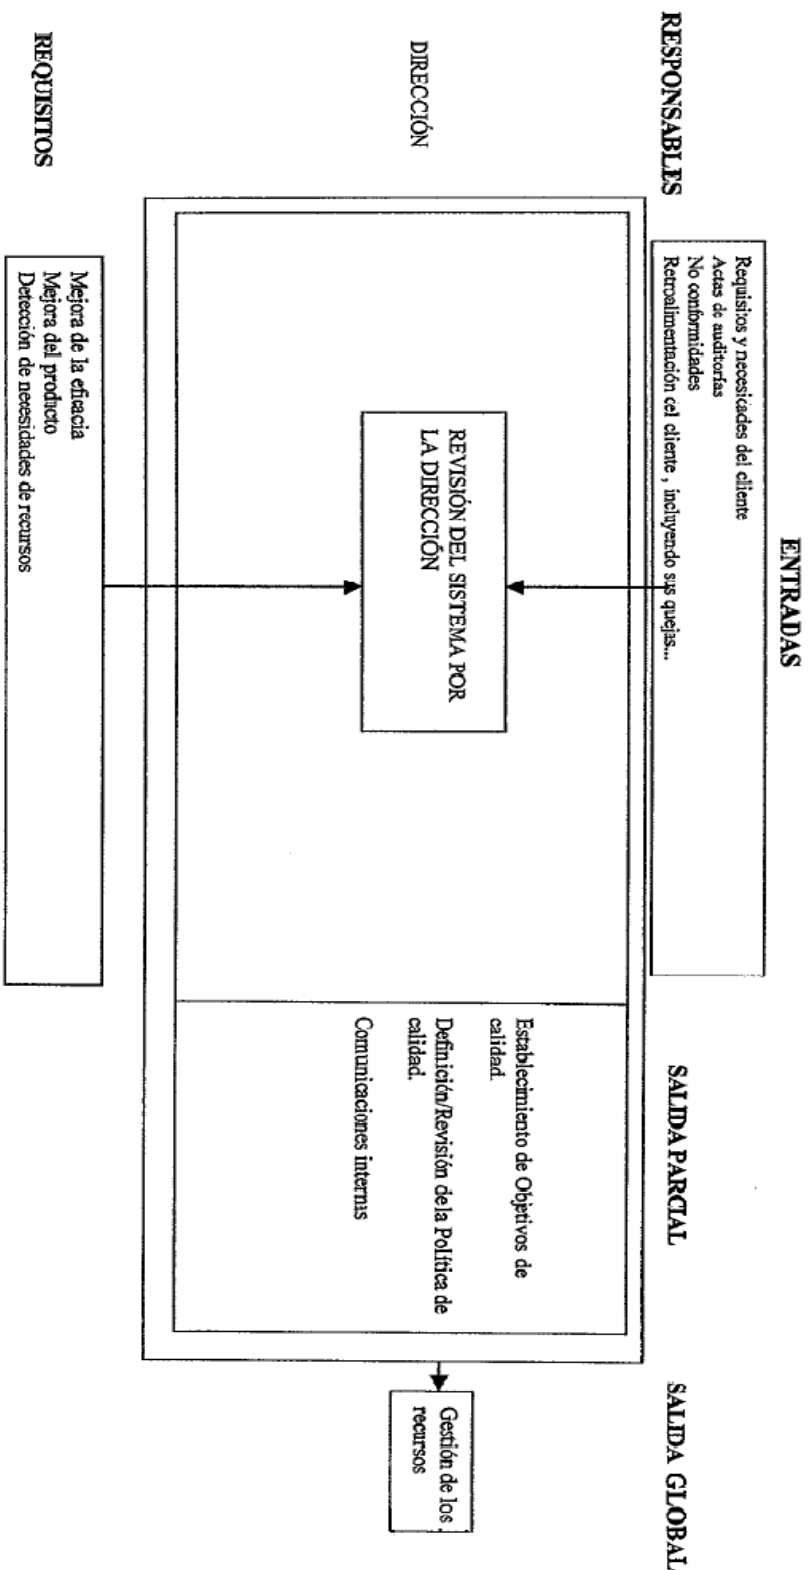 ENTRADAS
RESPONSABLES
Requisitos y necesidades del cliente
Actas de auditorías
No conformidades
Retroalimentación del cliente , incluyendo sus quejas...
SALIDA PARCIAL
SALIDA GLOBAL
DIRECCIÓN
REVISIÓN DEL SISTEMA POR
LA DIRECCIÓN
Establecimiento de Objetivos de
calidad.
Definición/Revisión dela Política de
calidad.
Comunicaciones internas
Gestión de los
recursos
REQUISITOS
Mejora de la eficacia
Mejora del producto
Detección de necesidades de recursos